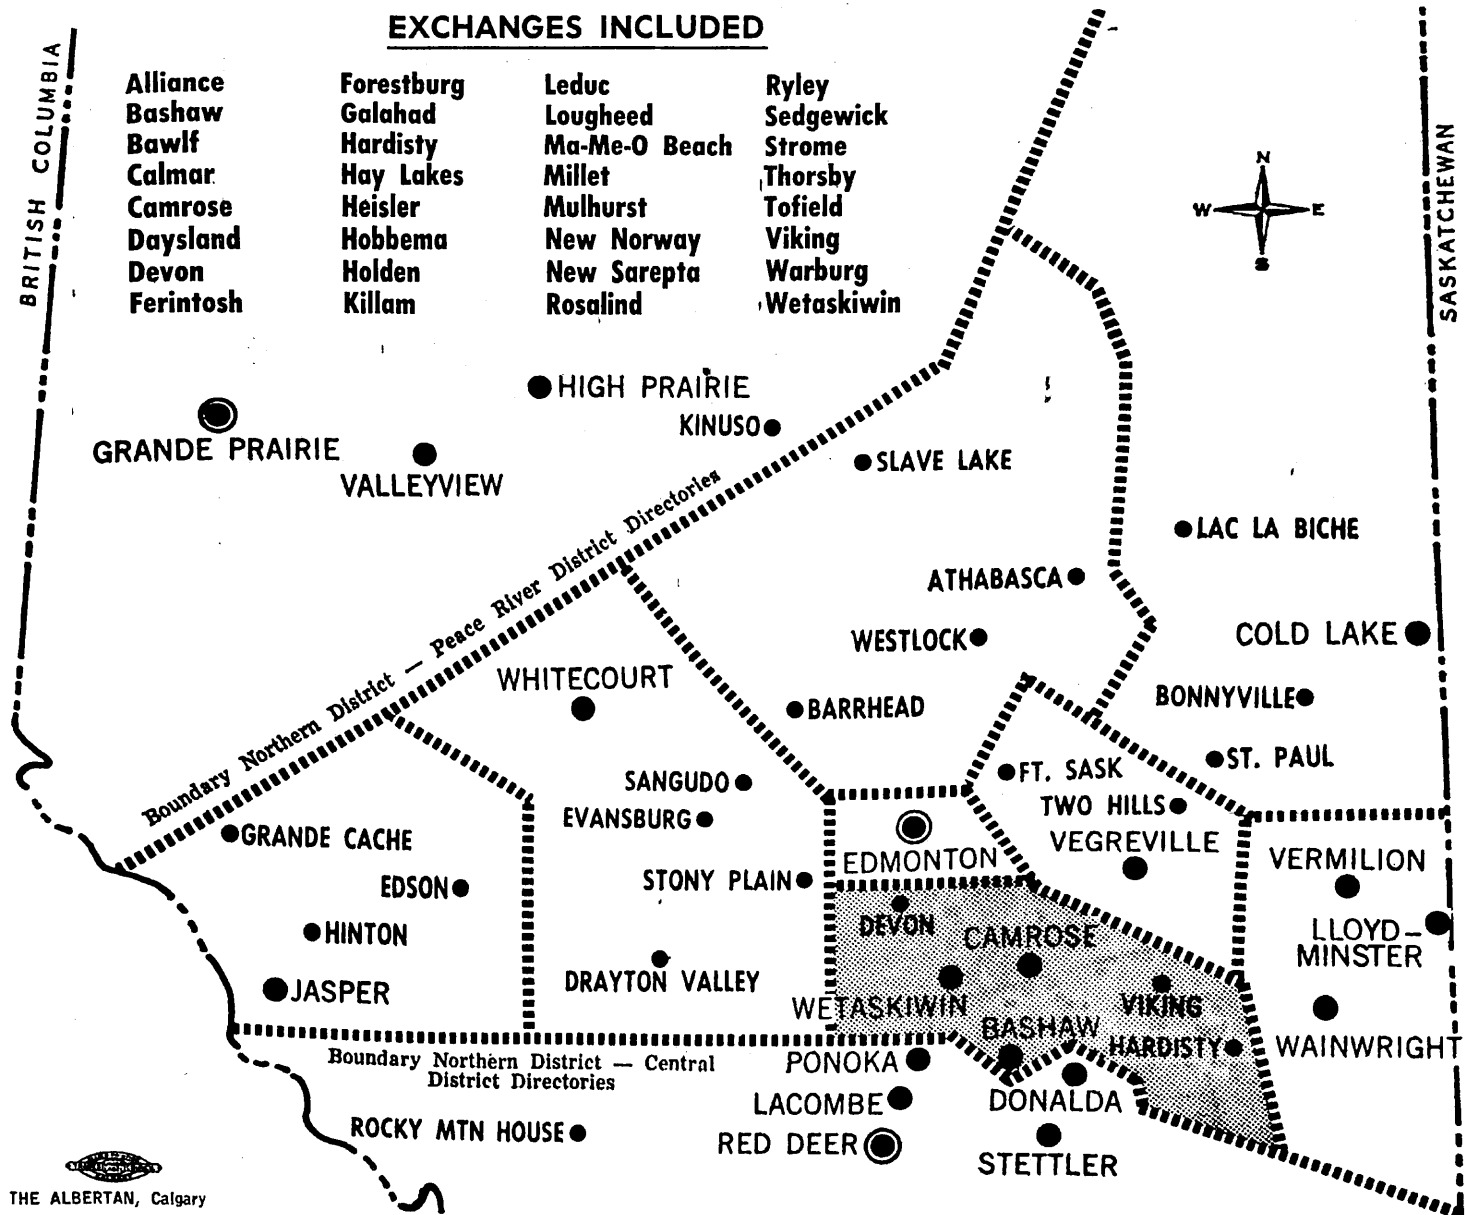 EXCHANGES INCLUDED
Alliance
Bashaw
Bawlf
Calmar
Camrose
Daysland
Devon
Ferintosh
Forestburg
Galahad
Hardisty
Hay Lakes
Heisler
Hobbema
Holden
Killam
Leduc
Lougheed
Ma-Me-O Beach
Millet
Mulhurst
New Norway
New Sarepta
Rosalind
Ryley
Sedgewick
Strome
Thorsby
Tofield
Viking
Warburg
Wetaskiwin
BRITISH COLUMBIA
SASKATCHEWAN
N
W E
S
HIGH PRAIRIE
GRANDE PRAIRIE
KINUSO
VALLEYVIEW
SLAVE LAKE
Boundary Northern District — Peace River District Directories
LAC LA BICHE
ATHABASCA
WESTLOCK
COLD LAKE
WHITECOURT
BARRHEAD
BONNYVILLE
ST. PAUL
SANGUDO
FT. SASK
EVANSBURG
TWO HILLS
GRANDE CACHE
EDMONTON
VEGREVILLE
VERMILION
EDSON
STONY PLAIN
HINTON
DEVON
CAMROSE
LLOYD-
MINSTER
JASPER
DRAYTON VALLEY
WETASKIWIN
VIKING
BASHAW
HARDISTY
WAINWRIGHT
Boundary Northern District — Central
District Directories
PONOKA
LACOMBE
DONALDA
ROCKY MTN HOUSE
RED DEER
STETTLER
THE ALBERTAN, Calgary